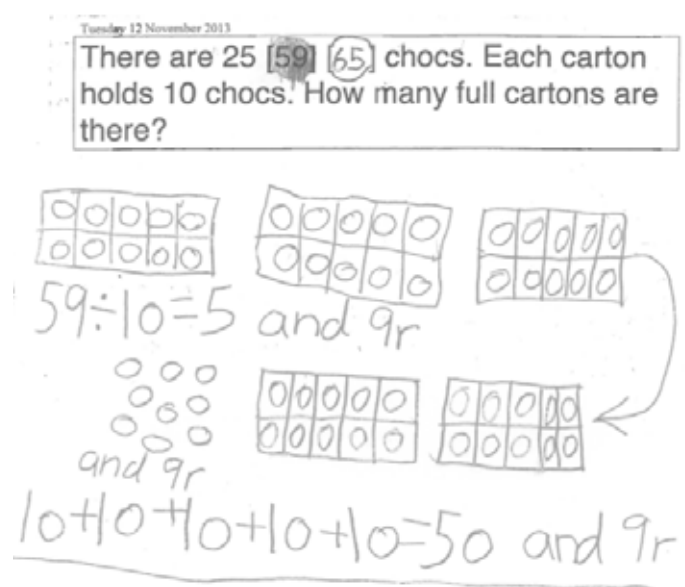 Tuesday 12 November 2013
There are 25 [59] [65] chocs. Each carton
holds 10 chocs. How many full cartons are
there?
59÷10=5 and 9r
and 9r
10+10+10+10+10=50 and 9r